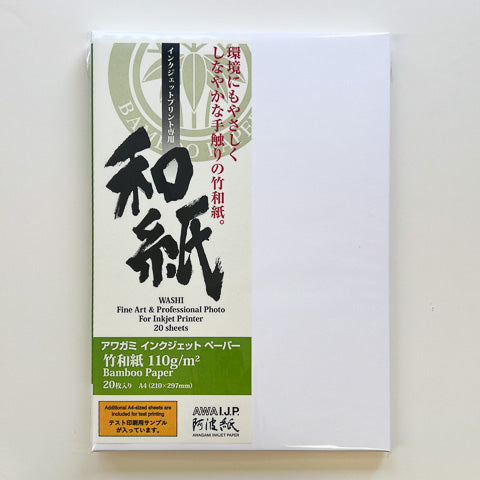 環境にもやさしく
しなやかな手触りの竹和紙。
インクジェットプリント専用
BAMBOO PAPER
和紙
WASHI
Fine Art & Professional Photo
For Inkjet Printer
20 sheets
アワガミ インクジェット ペーパー
竹和紙 110g/m²
Bamboo Paper
20枚入り A4 (210×297mm)
Additional A4-sized sheets are
included for test printing
テスト印刷用サンプル
が入っています。
AWA I.J.P.
阿波紙
AWAGAMI INKJET PAPER